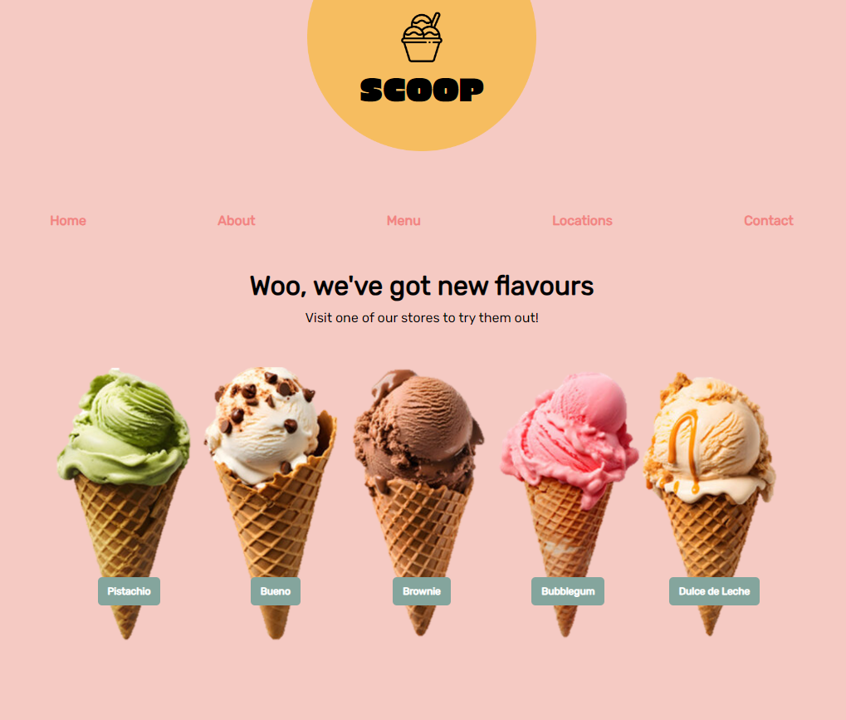 SCOOP
Home About Menu Locations Contact
Woo, we've got new flavours
Visit one of our stores to try them out!
Pistachio Bueno Brownie Bubblegum Dulce de Leche